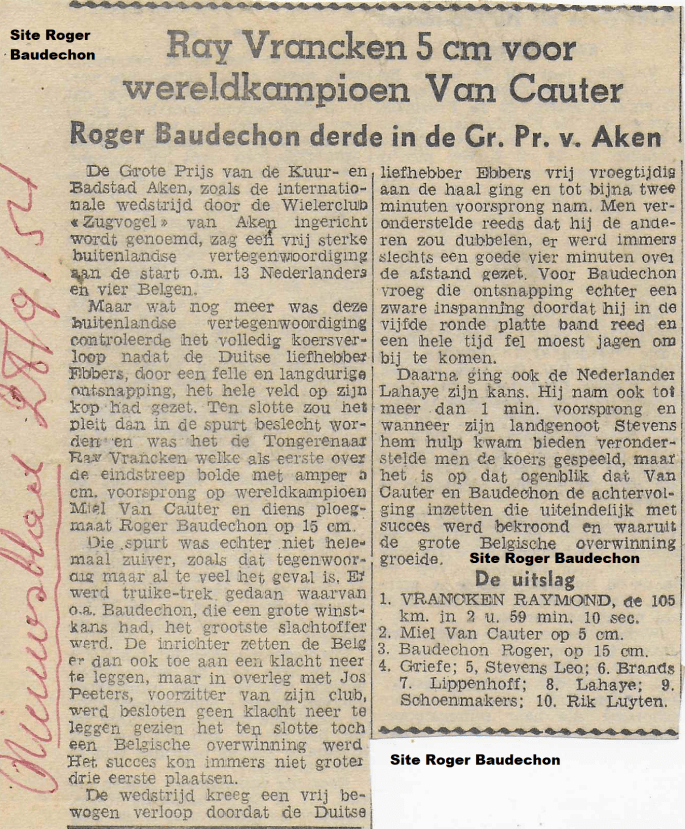 Site Roger
Baudechon
Ray Vrancken 5 cm voor
wereldkampioen Van Cauter
Roger Baudechon derde in de Gr. Pr. v. Aken
De Grote Prijs van de Kuur- en
Badstad Aken, zoals de internatio-
nale wedstrijd door de Wielerclub
«Zugvogel» van Aken ingericht
wordt genoemd, zag een vrij sterke
buitenlandse vertegenwoordiging
aan de start o.m. 13 Nederlanders
en vier Belgen.
Maar wat nog meer was deze
buitenlandse vertegenwoordiging
controleerde het volledig koersver-
loop nadat de Duitse liefhebber
Ebbers, door een felle en langdurige
ontsnapping, het hele veld op zijn
kop had gezet. Ten slotte zou het
pleit dan in de spurt beslecht wor-
den en was het de Tongerenaar
Ray Vrancken welke als eerste over
de eindstreep bolde met amper 5
cm. voorsprong op wereldkampioen
Miel Van Cauter en diens ploeg-
maat Roger Baudechon op 15 cm.
Die spurt was echter niet hele-
maal zuiver, zoals dat tegenwoor-
dig maar al te veel het geval is. Er
werd truike-trek gedaan waarvan
o.a. Baudechon, die een grote winst-
kans had, het grootste slachtoffer
werd. De inrichter zetten de Belg
er dan ook toe aan een klacht neer
te leggen, maar in overleg met Jos
Peeters, voorzitter van zijn club,
werd besloten geen klacht neer te
leggen gezien het ten slotte toch
een Belgische overwinning werd
Het succes kon immers niet groter
drie eerste plaatsen.
De wedstrijd kreeg een vrij be-
wogen verloop doordat de Duitse
liefhebber Ebbers vrij vroegtijdig
aan de haal ging en tot bijna twee
minuten voorsprong nam. Men ver-
onderstelde reeds dat hij de ande-
ren zou dubbelen, er werd immers
slechts een goede vier minuten over
de afstand gezet. Voor Baudechon
vroeg die ontsnapping echter een
zware inspanning doordat hij in de
vijfde ronde platte band reed en
een hele tijd fel moest jagen om
bij te komen.
Daarna ging ook de Nederlander
Lahaye zijn kans. Hij nam ook tot
meer dan 1 min. voorsprong en
wanneer zijn landgenoot Stevens
hem hulp kwam bieden veronder-
stelde men de koers gespeeld, maar
het is op dat ogenblik dat Van
Cauter en Baudechon de achtervol-
ging inzetten die uiteindelijk met
succes werd bekroond en waaruit
de grote Belgische overwinning
groeide.
Site Roger Baudechon
De uitslag
1. VRANCKEN RAYMOND, de 105
km. in 2 u. 59 min. 10 sec.
2. Miel Van Cauter op 5 cm.
3. Baudechon Roger, op 15 cm.
4. Griefe; 5, Stevens Leo; 6. Brands
7. Lippenhoff; 8. Lahaye; 9.
Schoenmakers; 10. Rik Luyten.
Site Roger Baudechon
Nieuwsblad 28/9/54